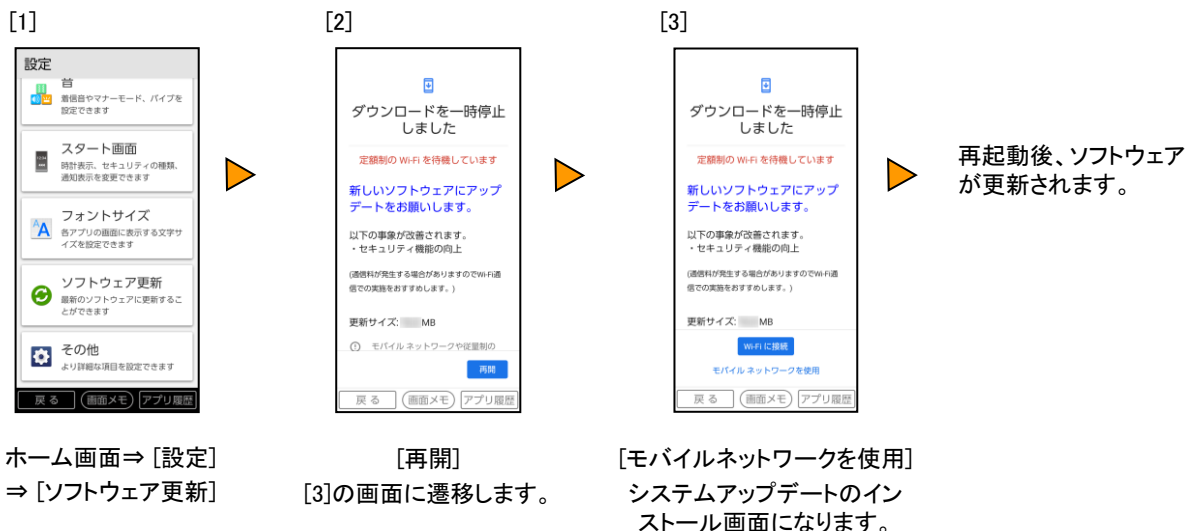 [1]
設定
音
着信音やマナーモード、バイブを
設定できます
スタート画面
時計表示、セキュリティの種類、
通知表示を変更できます
フォントサイズ
各アプリの画面に表示する文字サ
イズを設定できます
ソフトウェア更新
最新のソフトウェアに更新するこ
とができます
その他
より詳細な項目を設定できます
戻る
画面メモ
アプリ履歴
ホーム画面⇒ [設定]
⇒ [ソフトウェア更新]
[2]
ダウンロードを一時停止
しました
定額制の Wi-Fi を待機しています
新しいソフトウェアにアップ
デートをお願いします。
以下の事象が改善されます。
・セキュリティ機能の向上
(通信料が発生する場合がありますのでWi-Fi通
信での実施をおすすめします。)
更新サイズ: MB
モバイル ネットワークや従量制の
再開
戻る
画面メモ
アプリ履歴
[再開]
[3]の画面に遷移します。
[3]
ダウンロードを一時停止
しました
定額制の Wi-Fi を待機しています
新しいソフトウェアにアップ
デートをお願いします。
以下の事象が改善されます。
・セキュリティ機能の向上
(通信料が発生する場合がありますのでWi-Fi通
信での実施をおすすめします。)
更新サイズ: MB
Wi-Fi に接続
モバイル ネットワークを使用
戻る
画面メモ
アプリ履歴
[モバイルネットワークを使用]
システムアップデートのイン
ストール画面になります。
再起動後、ソフトウェア
が更新されます。